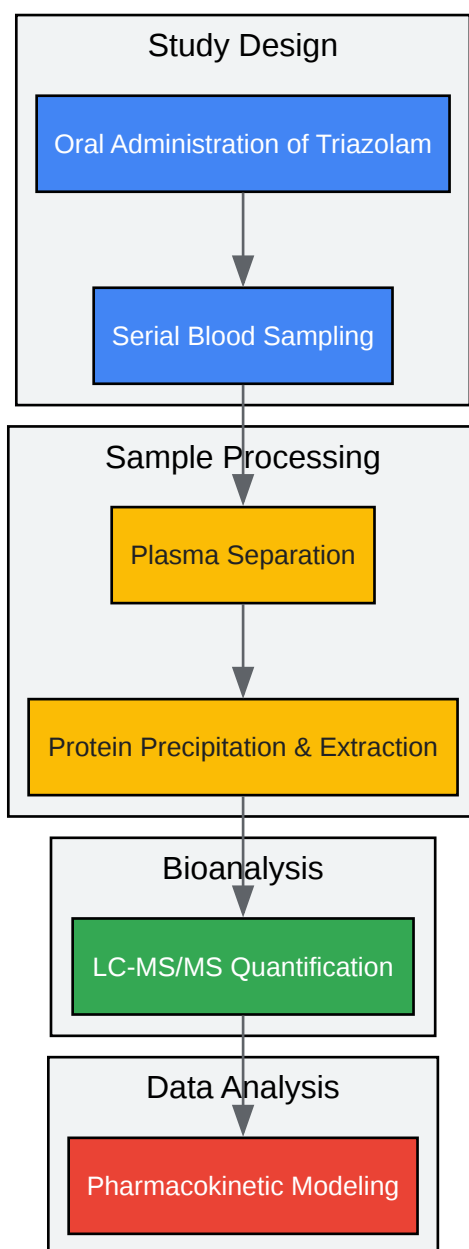 Study Design
Oral Administration of Triazolam
Serial Blood Sampling
Sample Processing
Plasma Separation
Protein Precipitation & Extraction
Bioanalysis
LC-MS/MS Quantification
Data Analysis
Pharmacokinetic Modeling